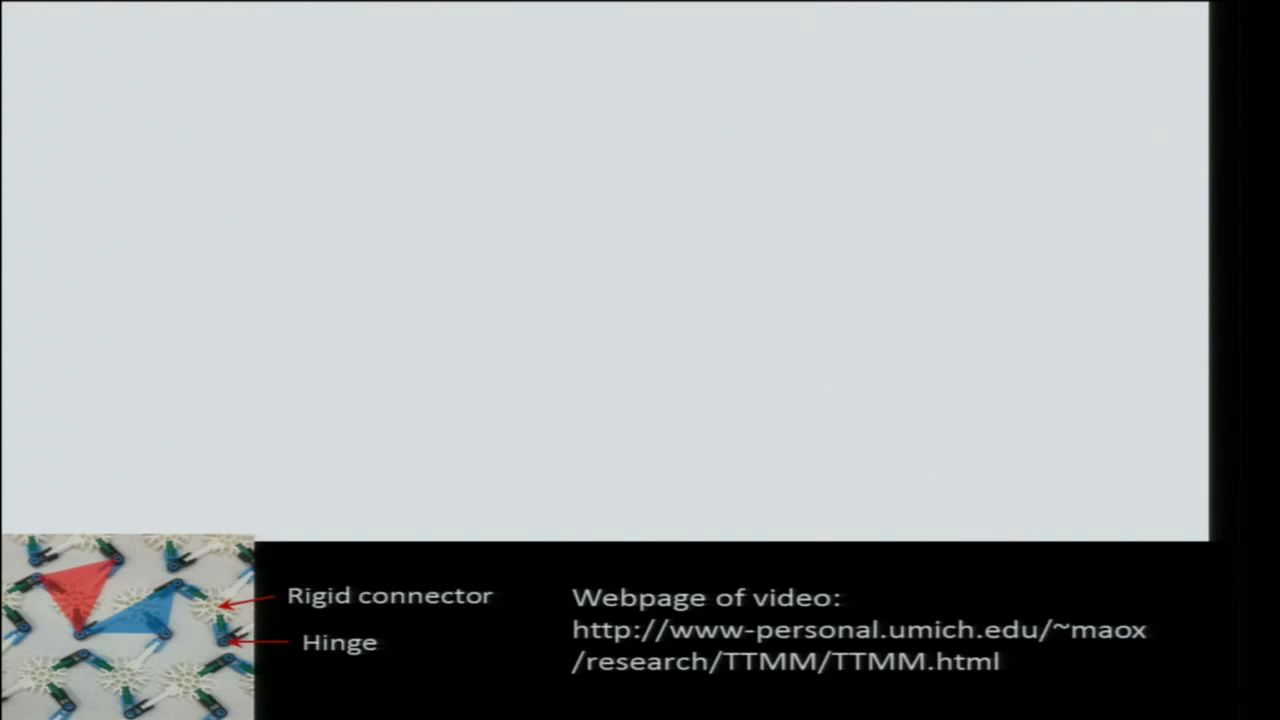 Rigid connector
Hinge
Webpage of video:
http://www-personal.umich.edu/~maox
/research/TTMM/TTMM.html